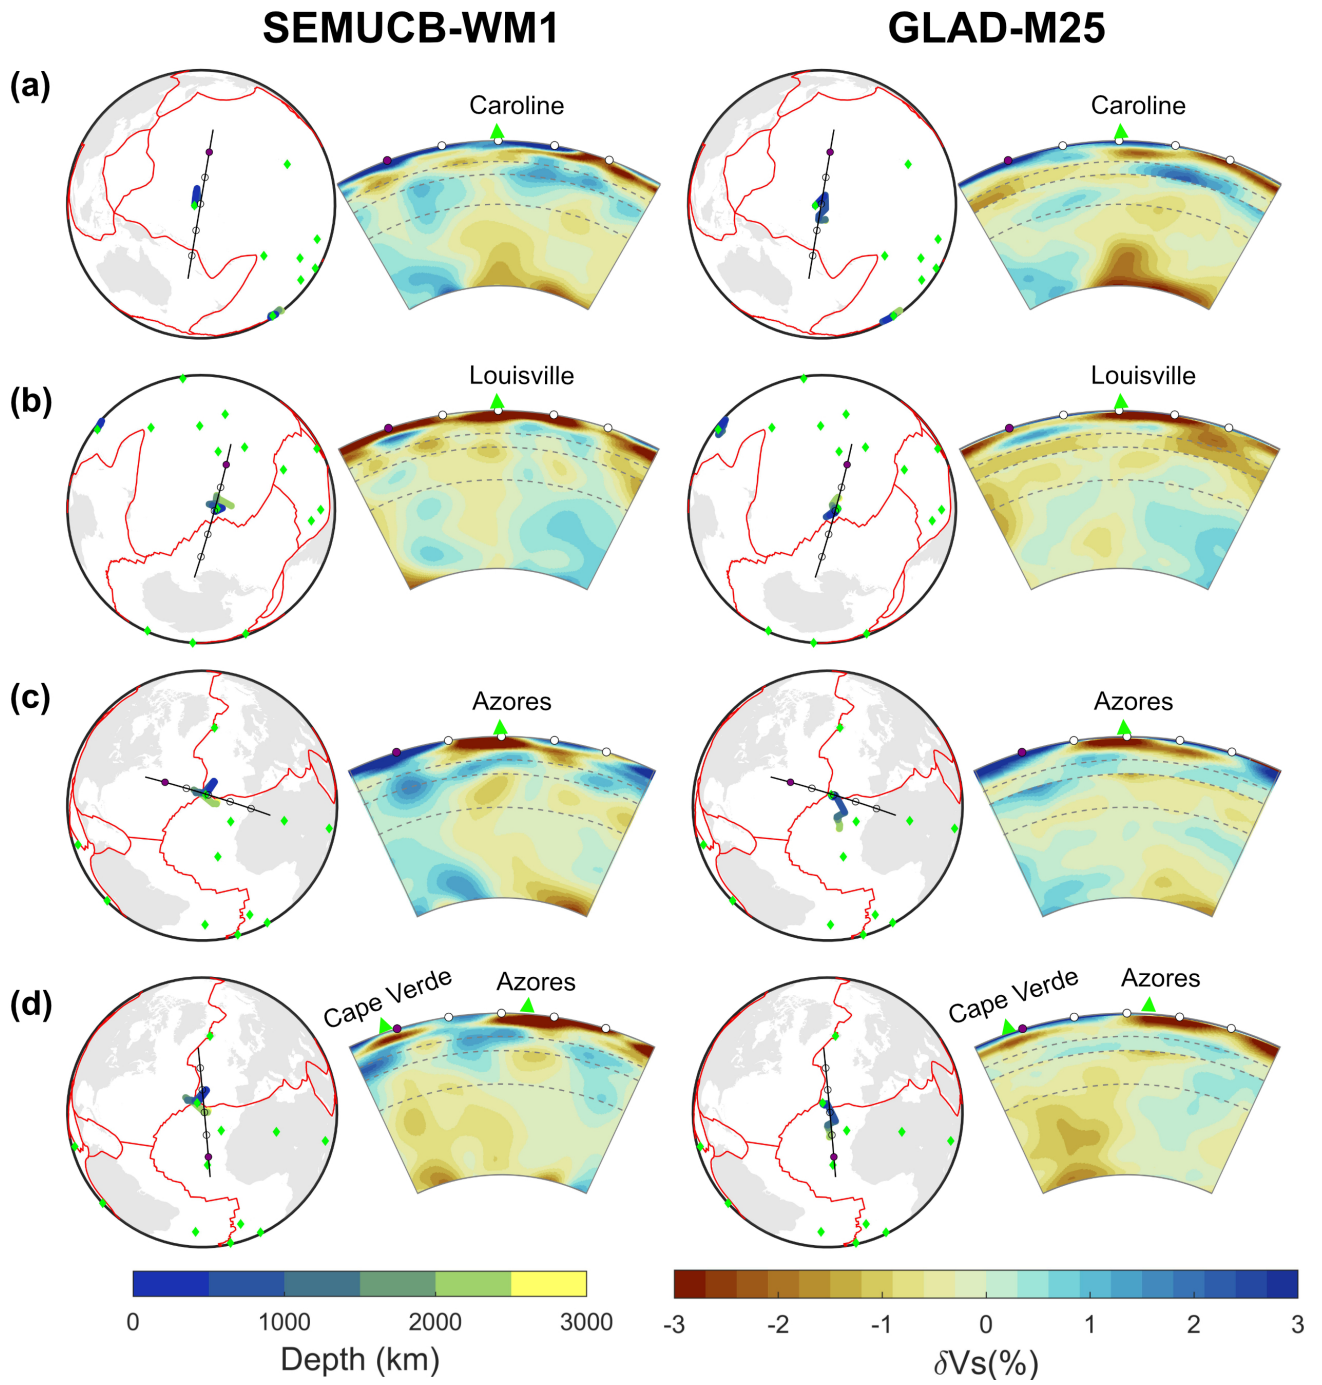 SEMUCB-WM1 GLAD-M25
(a) Caroline Caroline
(b) Louisville Louisville
(c) Azores Azores
(d) Cape Verde Azores Cape Verde Azores
0 1000 2000 3000 -3 -2 -1 0 1 2 3
Depth (km) δVs(%)